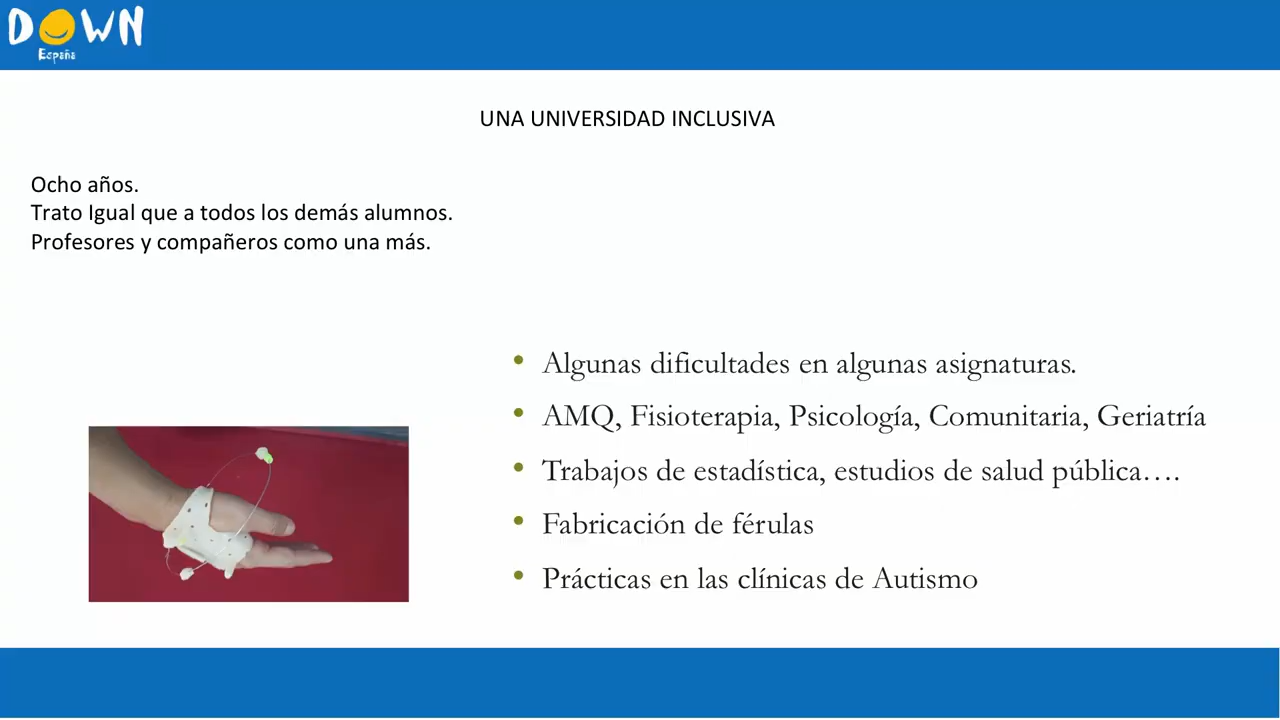 DOWN
España
UNA UNIVERSIDAD INCLUSIVA
Ocho años.
Trato Igual que a todos los demás alumnos.
Profesores y compañeros como una más.
• Algunas dificultades en algunas asignaturas.
• AMQ, Fisioterapia, Psicología, Comunitaria, Geriatría
• Trabajos de estadística, estudios de salud pública….
• Fabricación de férulas
• Prácticas en las clínicas de Autismo